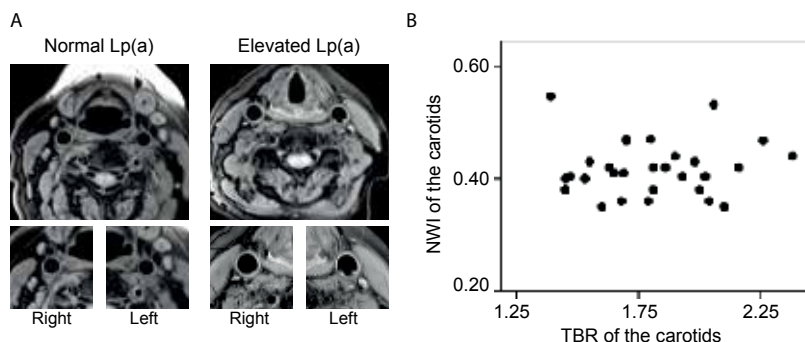 A
Normal Lp(a) Elevated Lp(a)
Right Left Right Left
B
0.60
0.40
0.20
NWI of the carotids
1.25 1.75 2.25
TBR of the carotids